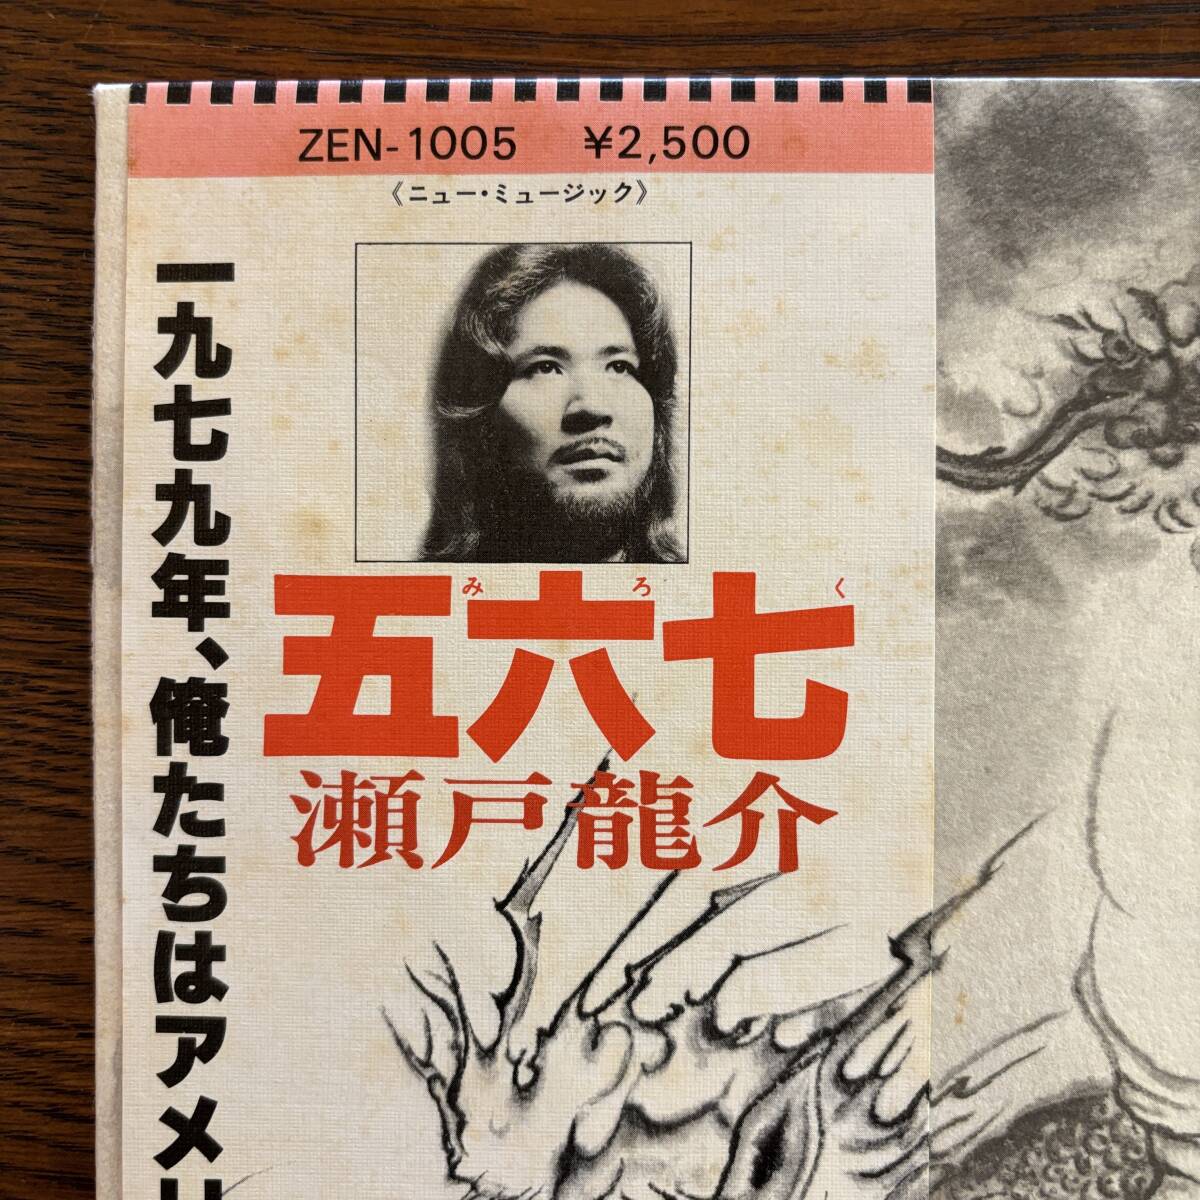 ZEN-1005 ¥2,500
《ニュー・ミュージック》
みろく
五六七
瀬戸龍介
一九七九年、俺たちはアメリ